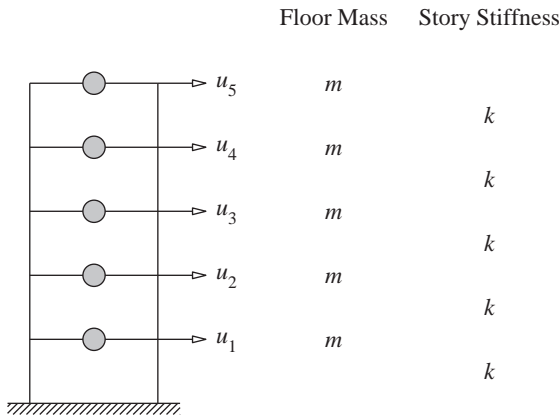 Floor Mass Story Stiffness
u5 m
k
u4 m
k
u3 m
k
u2 m
k
u1 m
k